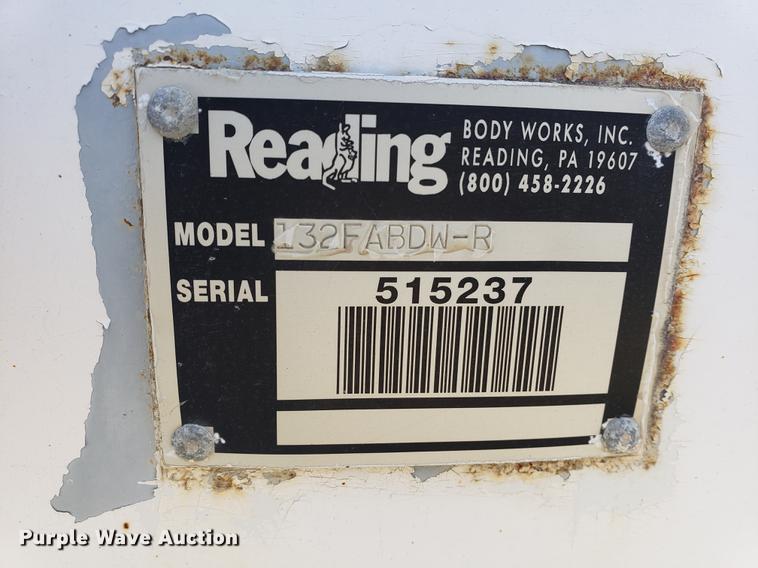 Reading
BODY WORKS, INC.
READING, PA 19607
(800) 458-2226
MODEL 132FABDW-R
SERIAL 515237
Purple Wave Auction